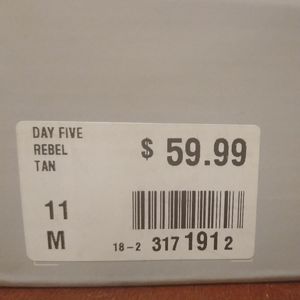 DAY FIVE
REBEL
TAN
$ 59.99
11
M
18-2 317 191 2